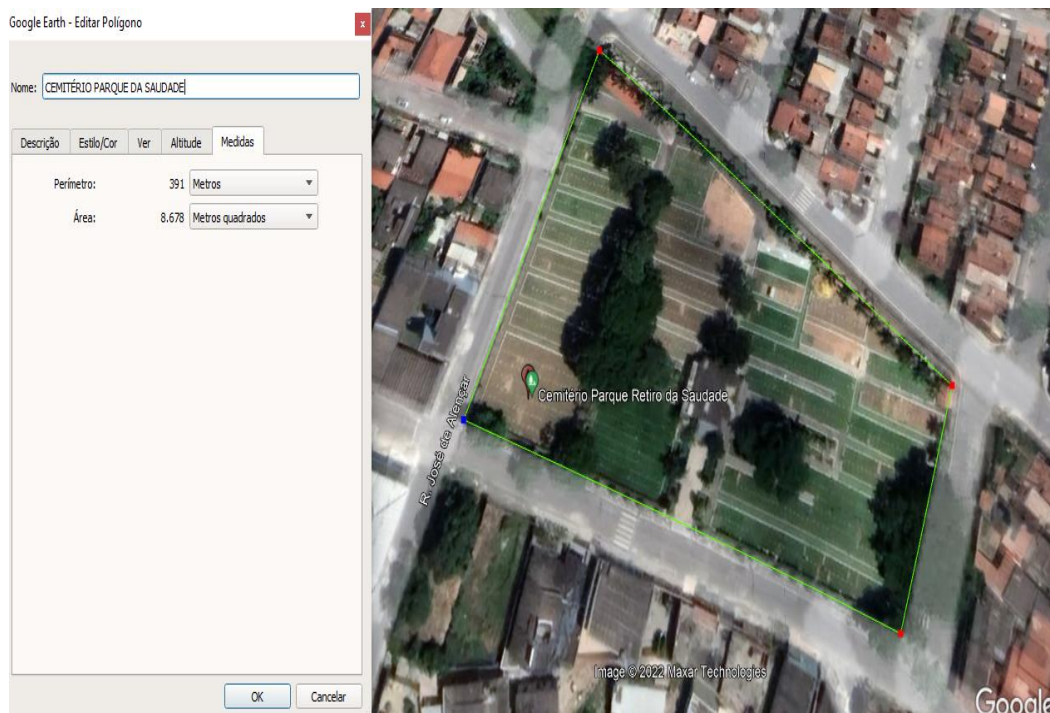 Google Earth - Editar Polígono
x
Nome: CEMITÉRIO PARQUE DA SAUDADE
Descrição Estilo/Cor Ver Altitude Medidas
Perímetro: 391 Metros
Área: 8.678 Metros quadrados
OK Cancelar
Cemitério Parque Retiro da Saudade
R. José de Alençar
Image © 2022 Maxar Technologies
Google